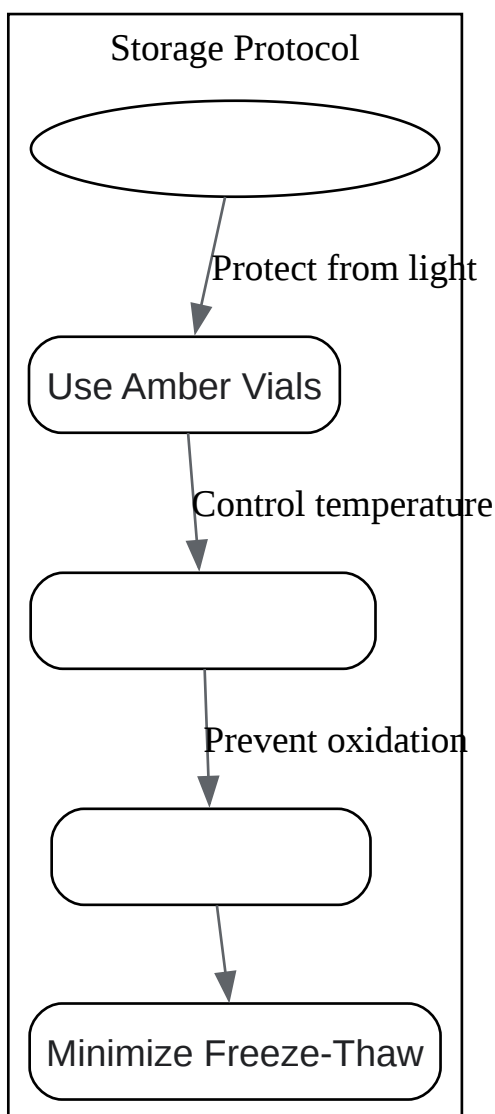 Storage Protocol
Protect from light
Use Amber Vials
Control temperature
Prevent oxidation
Minimize Freeze-Thaw